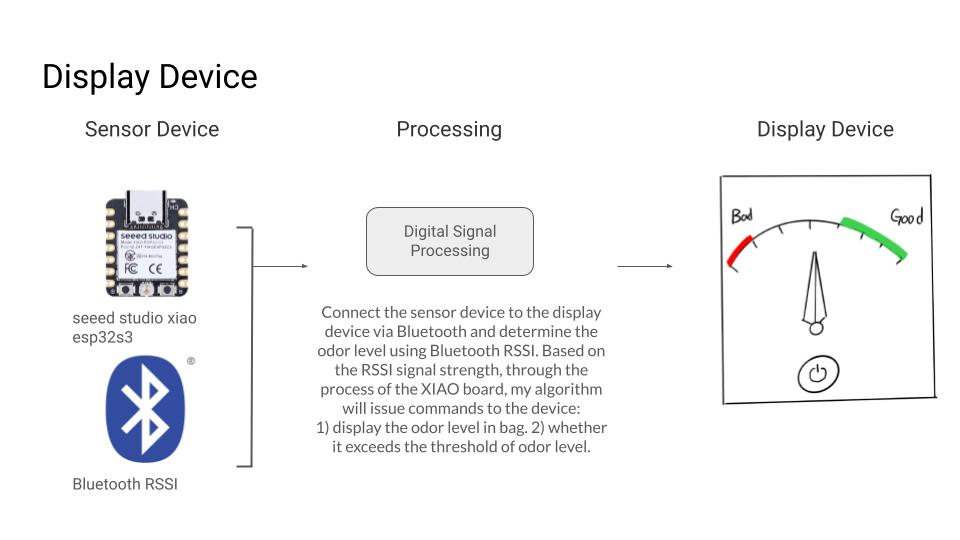 Display Device
Sensor Device
Processing
Display Device
seeed studio
seeed studio xiao
esp32s3
®
Bluetooth RSSI
Digital Signal
Processing
Connect the sensor device to the display
device via Bluetooth and determine the
odor level using Bluetooth RSSI. Based on
the RSSI signal strength, through the
process of the XIAO board, my algorithm
will issue commands to the device:
1) display the odor level in bag. 2) whether
it exceeds the threshold of odor level.
Bad
Good